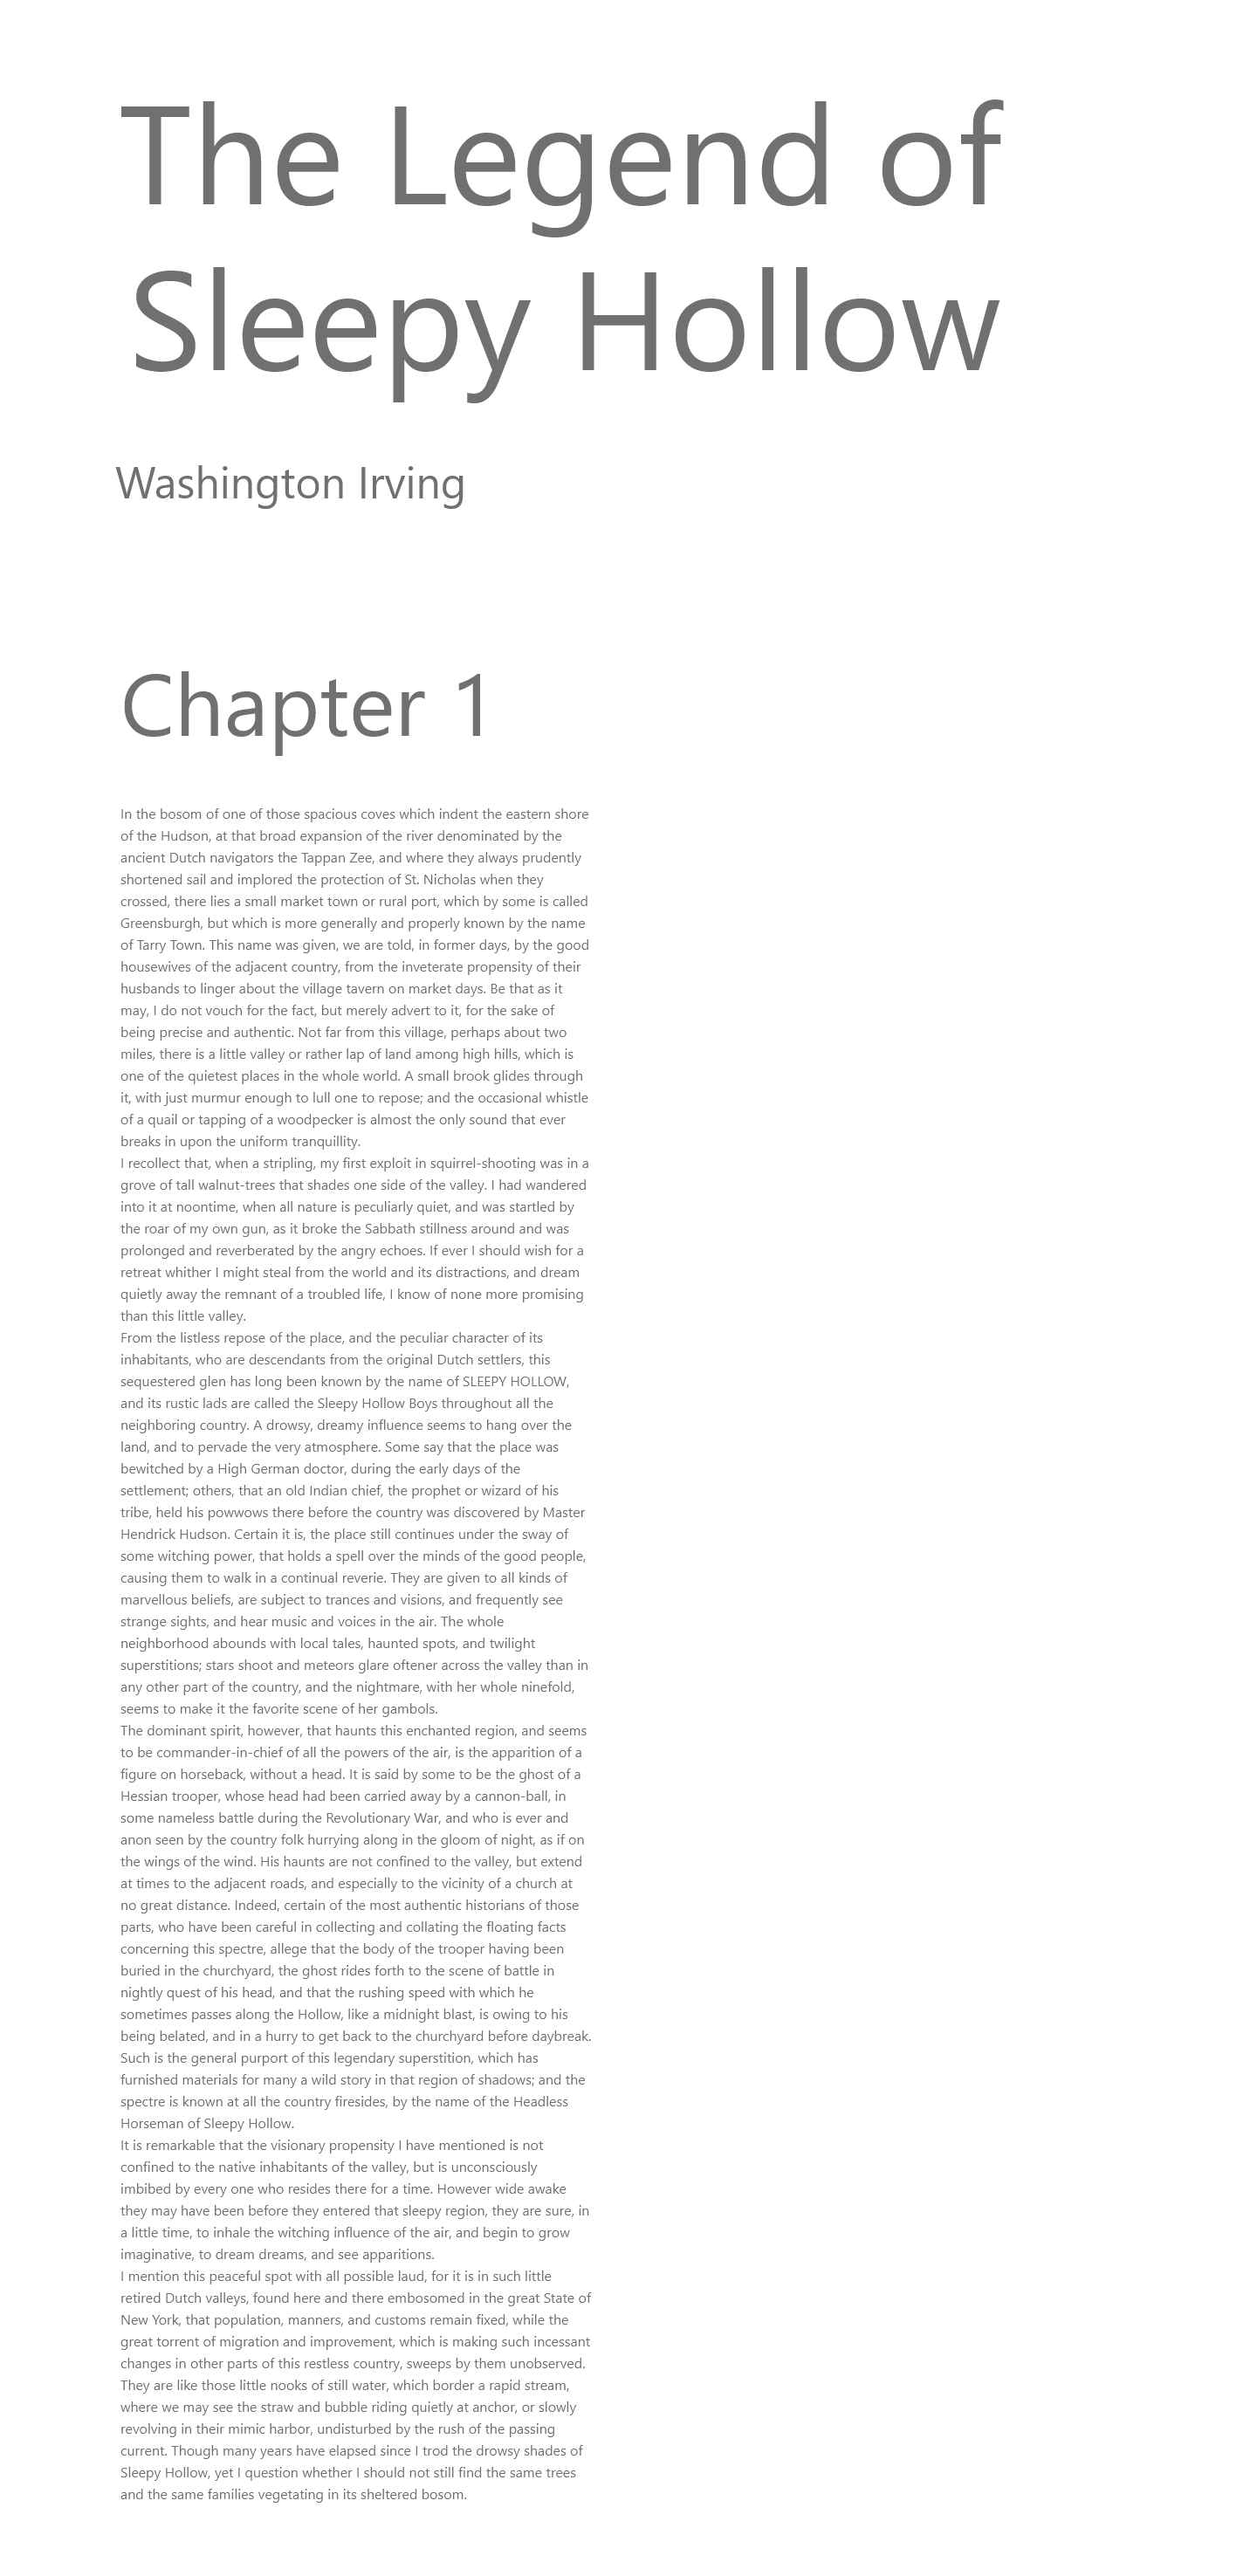 The Legend of
Sleepy Hollow
Washington Irving
Chapter 1
In the bosom of one of those spacious coves which indent the eastern shore
of the Hudson, at that broad expansion of the river denominated by the
ancient Dutch navigators the Tappan Zee, and where they always prudently
shortened sail and implored the protection of St. Nicholas when they
crossed, there lies a small market town or rural port, which by some is called
Greensburgh, but which is more generally and properly known by the name
of Tarry Town. This name was given, we are told, in former days, by the good
housewives of the adjacent country, from the inveterate propensity of their
husbands to linger about the village tavern on market days. Be that as it
may, I do not vouch for the fact, but merely advert to it, for the sake of
being precise and authentic. Not far from this village, perhaps about two
miles, there is a little valley or rather lap of land among high hills, which is
one of the quietest places in the whole world. A small brook glides through
it, with just murmur enough to lull one to repose; and the occasional whistle
of a quail or tapping of a woodpecker is almost the only sound that ever
breaks in upon the uniform tranquillity.
I recollect that, when a stripling, my first exploit in squirrel-shooting was in a
grove of tall walnut-trees that shades one side of the valley. I had wandered
into it at noontime, when all nature is peculiarly quiet, and was startled by
the roar of my own gun, as it broke the Sabbath stillness around and was
prolonged and reverberated by the angry echoes. If ever I should wish for a
retreat whither I might steal from the world and its distractions, and dream
quietly away the remnant of a troubled life, I know of none more promising
than this little valley.
From the listless repose of the place, and the peculiar character of its
inhabitants, who are descendants from the original Dutch settlers, this
sequestered glen has long been known by the name of SLEEPY HOLLOW,
and its rustic lads are called the Sleepy Hollow Boys throughout all the
neighboring country. A drowsy, dreamy influence seems to hang over the
land, and to pervade the very atmosphere. Some say that the place was
bewitched by a High German doctor, during the early days of the
settlement; others, that an old Indian chief, the prophet or wizard of his
tribe, held his powwows there before the country was discovered by Master
Hendrick Hudson. Certain it is, the place still continues under the sway of
some witching power, that holds a spell over the minds of the good people,
causing them to walk in a continual reverie. They are given to all kinds of
marvellous beliefs, are subject to trances and visions, and frequently see
strange sights, and hear music and voices in the air. The whole
neighborhood abounds with local tales, haunted spots, and twilight
superstitions; stars shoot and meteors glare oftener across the valley than in
any other part of the country, and the nightmare, with her whole ninefold,
seems to make it the favorite scene of her gambols.
The dominant spirit, however, that haunts this enchanted region, and seems
to be commander-in-chief of all the powers of the air, is the apparition of a
figure on horseback, without a head. It is said by some to be the ghost of a
Hessian trooper, whose head had been carried away by a cannon-ball, in
some nameless battle during the Revolutionary War, and who is ever and
anon seen by the country folk hurrying along in the gloom of night, as if on
the wings of the wind. His haunts are not confined to the valley, but extend
at times to the adjacent roads, and especially to the vicinity of a church at
no great distance. Indeed, certain of the most authentic historians of those
parts, who have been careful in collecting and collating the floating facts
concerning this spectre, allege that the body of the trooper having been
buried in the churchyard, the ghost rides forth to the scene of battle in
nightly quest of his head, and that the rushing speed with which he
sometimes passes along the Hollow, like a midnight blast, is owing to his
being belated, and in a hurry to get back to the churchyard before daybreak.
Such is the general purport of this legendary superstition, which has
furnished materials for many a wild story in that region of shadows; and the
spectre is known at all the country firesides, by the name of the Headless
Horseman of Sleepy Hollow.
It is remarkable that the visionary propensity I have mentioned is not
confined to the native inhabitants of the valley, but is unconsciously
imbibed by every one who resides there for a time. However wide awake
they may have been before they entered that sleepy region, they are sure, in
a little time, to inhale the witching influence of the air, and begin to grow
imaginative, to dream dreams, and see apparitions.
I mention this peaceful spot with all possible laud, for it is in such little
retired Dutch valleys, found here and there embosomed in the great State of
New York, that population, manners, and customs remain fixed, while the
great torrent of migration and improvement, which is making such incessant
changes in other parts of this restless country, sweeps by them unobserved.
They are like those little nooks of still water, which border a rapid stream,
where we may see the straw and bubble riding quietly at anchor, or slowly
revolving in their mimic harbor, undisturbed by the rush of the passing
current. Though many years have elapsed since I trod the drowsy shades of
Sleepy Hollow, yet I question whether I should not still find the same trees
and the same families vegetating in its sheltered bosom.